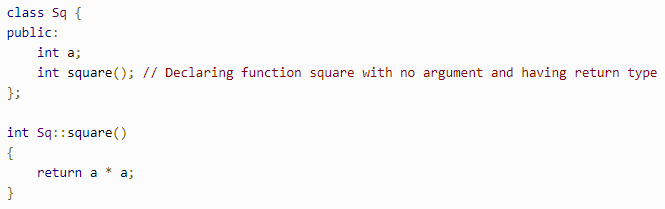 class Sq {
public:
    int a;
    int square(); // Declaring function square with no argument and having return type
};

int Sq::square()
{
    return a * a;
}